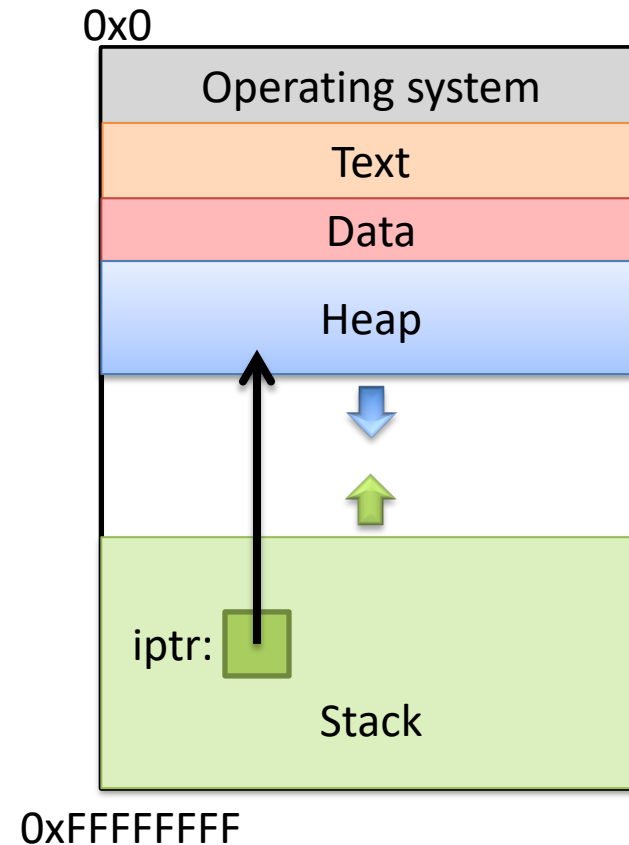 0x0
Operating system
Text
Data
Heap
iptr:
Stack
0xFFFFFFFF